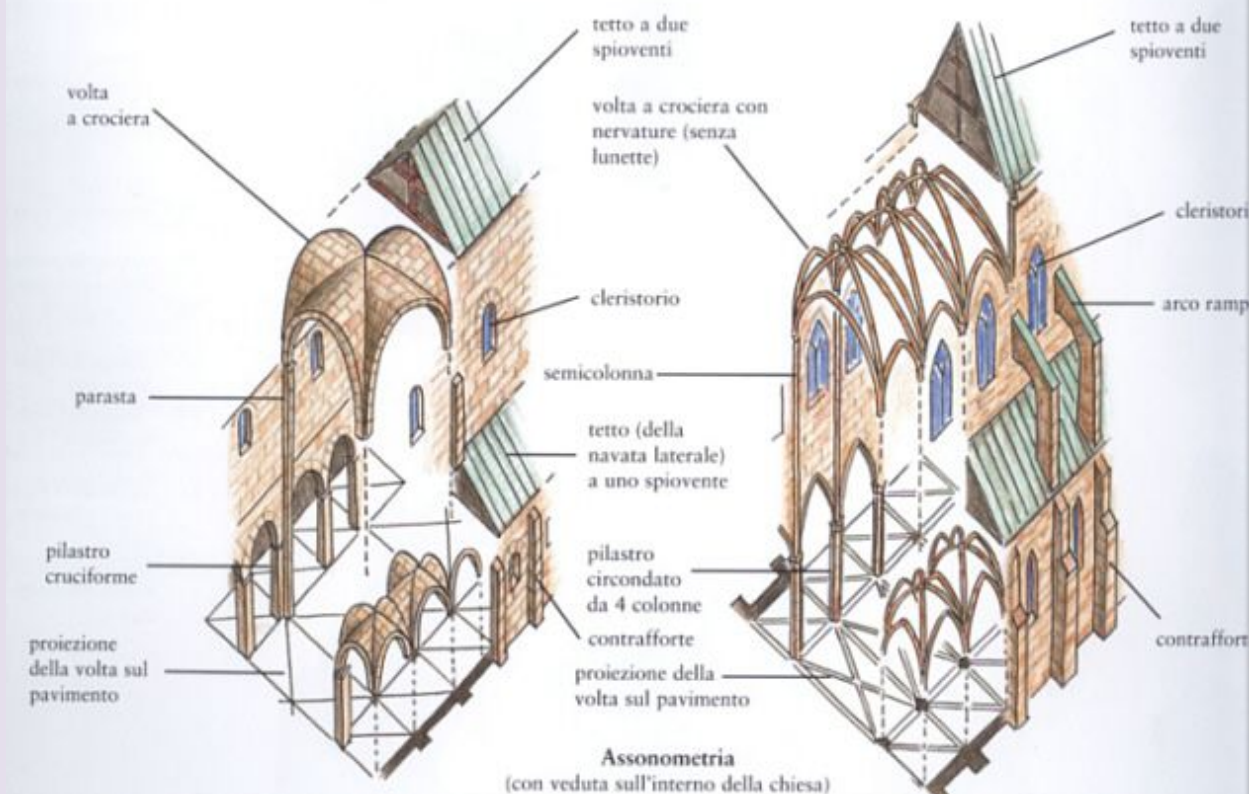 tetto a due
spioventi
volta
a crociera
cleristorio
parasta
tetto (della
navata laterale)
a uno spiovente
pilastro
cruciforme
contrafforte
proiezione
della volta sul
pavimento
tetto a due
spioventi
volta a crociera con
nervature (senza
lunette)
cleristori
arco ramp
semicolonna
pilastro
circondato
da 4 colonne
contraffort
proiezione della
volta sul pavimento
Assonometria
(con veduta sull'interno della chiesa)